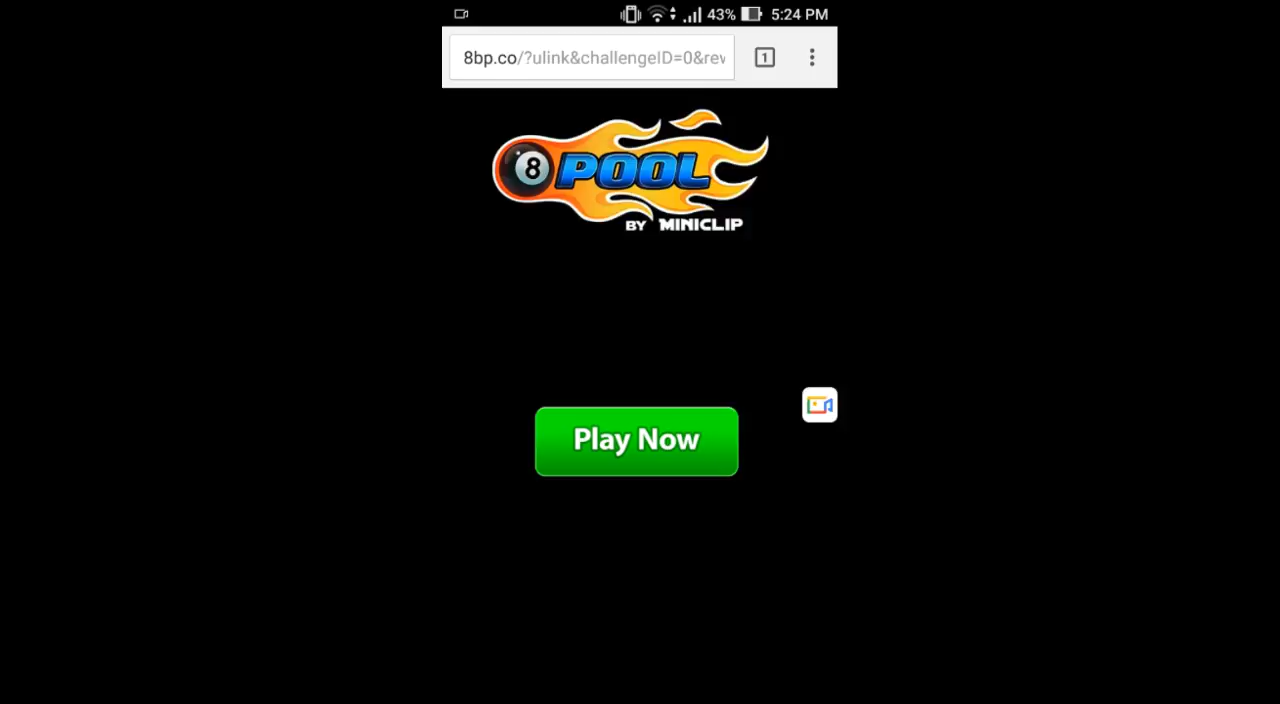 43% 5:24 PM
8bp.co/?ulink&challengeID=0&rev
1
8 POOL
BY MINICLIP
Play Now